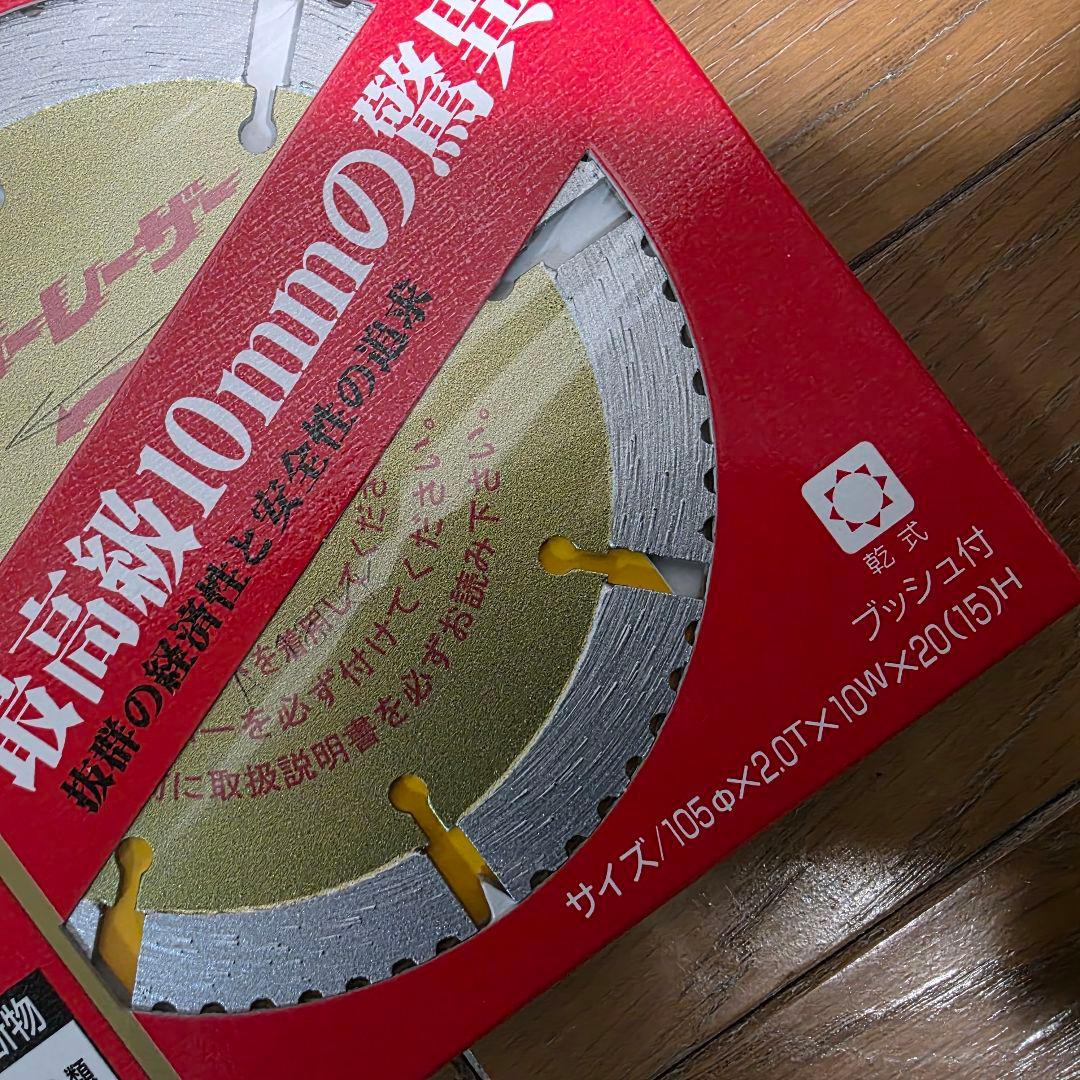 最高級10mmの驚異
抜群の経済性と安全性の追求
ーレーザー
を着用してくださ
ーを必ず付けてください。
に取扱説明書を必ずお読み下さい。
乾式
ブッシュ付
サイズ/105φ×2.0T×10W×20(15)H
物
類